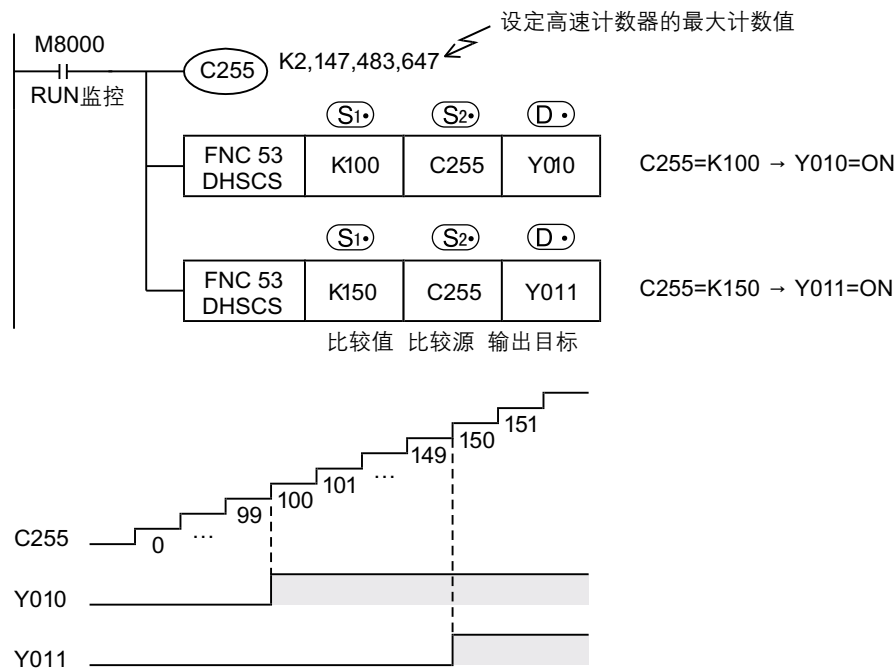 设定高速计数器的最大计数值
M8000
C255 K2,147,483,647
RUN监控
S1• S2• D •
FNC 53
DHSCS
K100 C255 Y010
C255=K100 → Y010=ON
S1• S2• D •
FNC 53
DHSCS
K150 C255 Y011
C255=K150 → Y011=ON
比较值 比较源 输出目标
C255
0
…
99
100
101
…
149
150
151
Y010
Y011